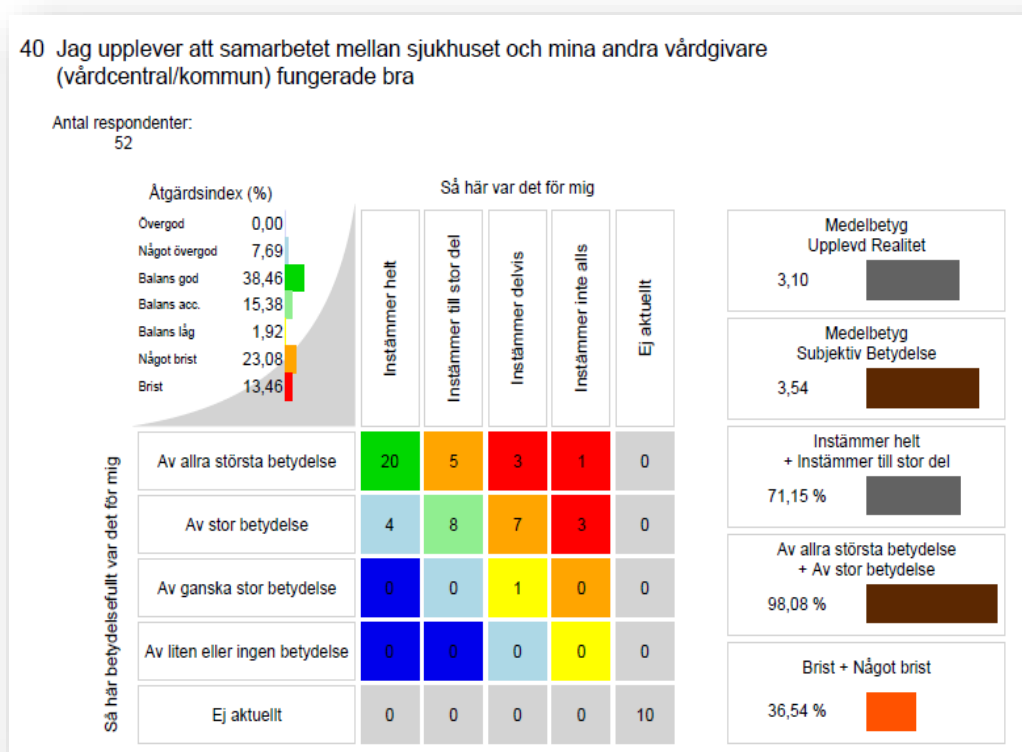 40 Jag upplever att samarbetet mellan sjukhuset och mina andra vårdgivare
(vårdcentral/kommun) fungerade bra
Antal respondenter:
52
Åtgärdsindex (%)
Övergod 0,00
Något övergod 7,69
Balans god 38,46
Balans acc. 15,38
Balans låg 1,92
Något brist 23,08
Brist 13,46
Så här var det för mig
Instämmer helt
Instämmer till stor del
Instämmer delvis
Instämmer inte alls
Ej aktuellt
Så här betydelsefullt var det för mig
Av allra största betydelse 20 5 3 1 0
Av stor betydelse 4 8 7 3 0
Av ganska stor betydelse 0 0 1 0 0
Av liten eller ingen betydelse 0 0 0 0 0
Ej aktuellt 0 0 0 0 10
Medelbetyg
Upplevd Realitet
3,10
Medelbetyg
Subjektiv Betydelse
3,54
Instämmer helt
+ Instämmer till stor del
71,15 %
Av allra största betydelse
+ Av stor betydelse
98,08 %
Brist + Något brist
36,54 %